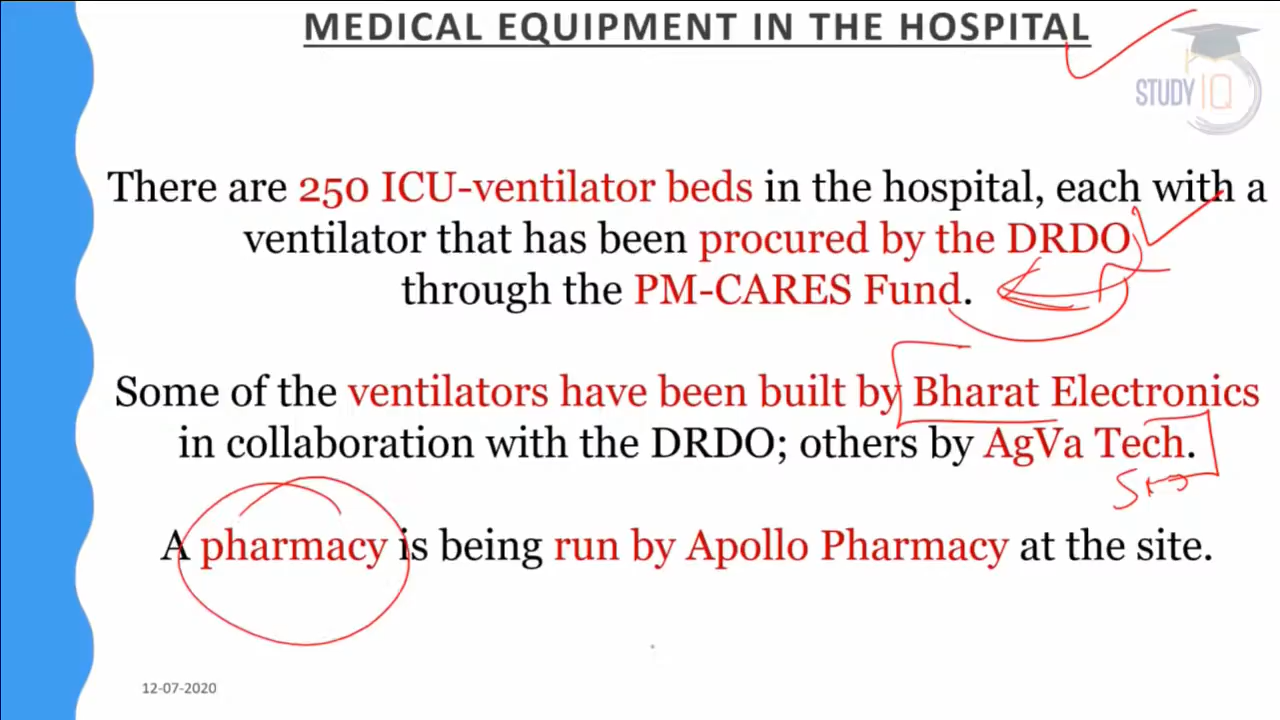 MEDICAL EQUIPMENT IN THE HOSPITAL
STUDY IQ
There are 250 ICU-ventilator beds in the hospital, each with a
ventilator that has been procured by the DRDO
through the PM-CARES Fund.
Some of the ventilators have been built by Bharat Electronics
in collaboration with the DRDO; others by AgVa Tech.
A pharmacy is being run by Apollo Pharmacy at the site.
12-07-2020